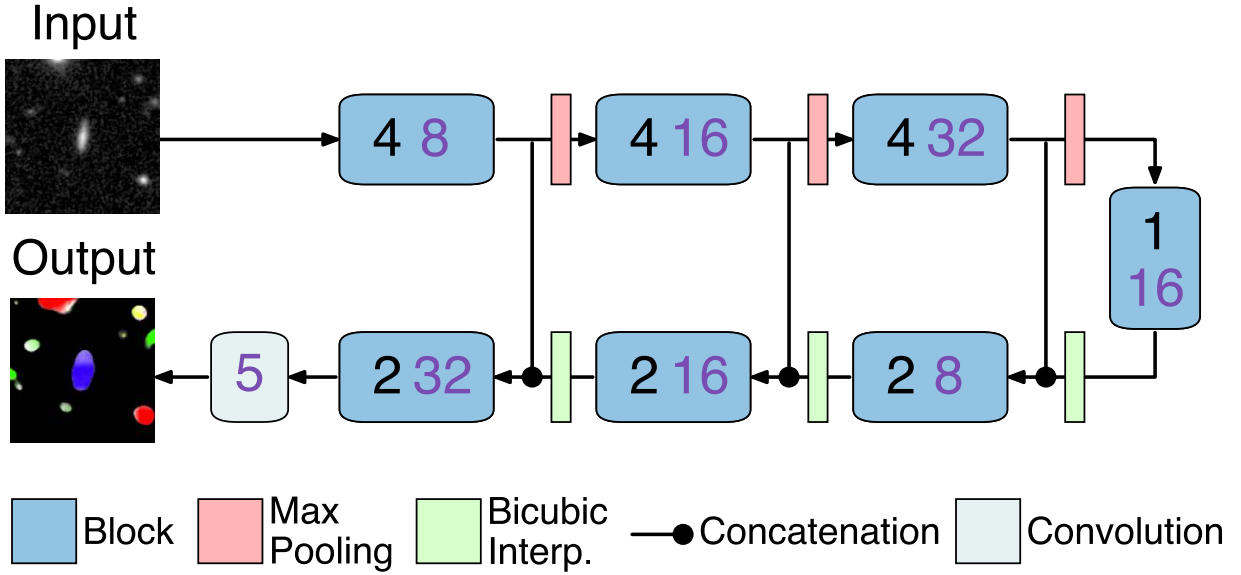 Input
4 8
4 16
4 32
1
16
Output
5
2 32
2 16
2 8
Block
Max
Pooling
Bicubic
Interp.
Concatenation
Convolution